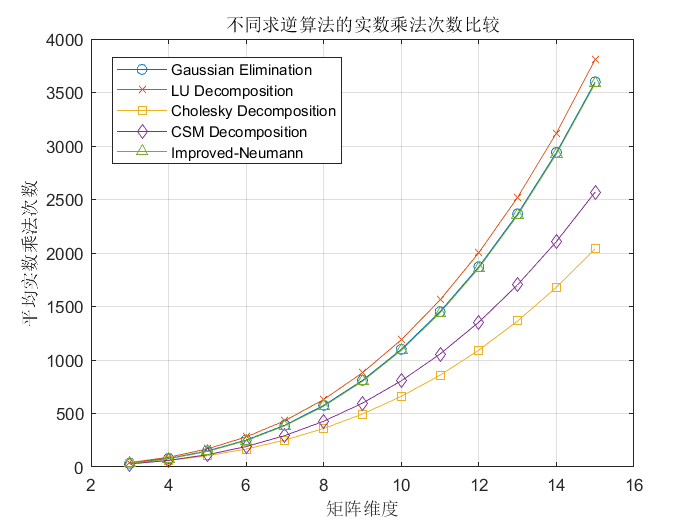 不同求逆算法的实数乘法次数比较
4000
3500
3000
2500
2000
1500
1000
500
0
平均实数乘法次数
Gaussian Elimination
LU Decomposition
Cholesky Decomposition
CSM Decomposition
Improved-Neumann
2 4 6 8 10 12 14 16
矩阵维度